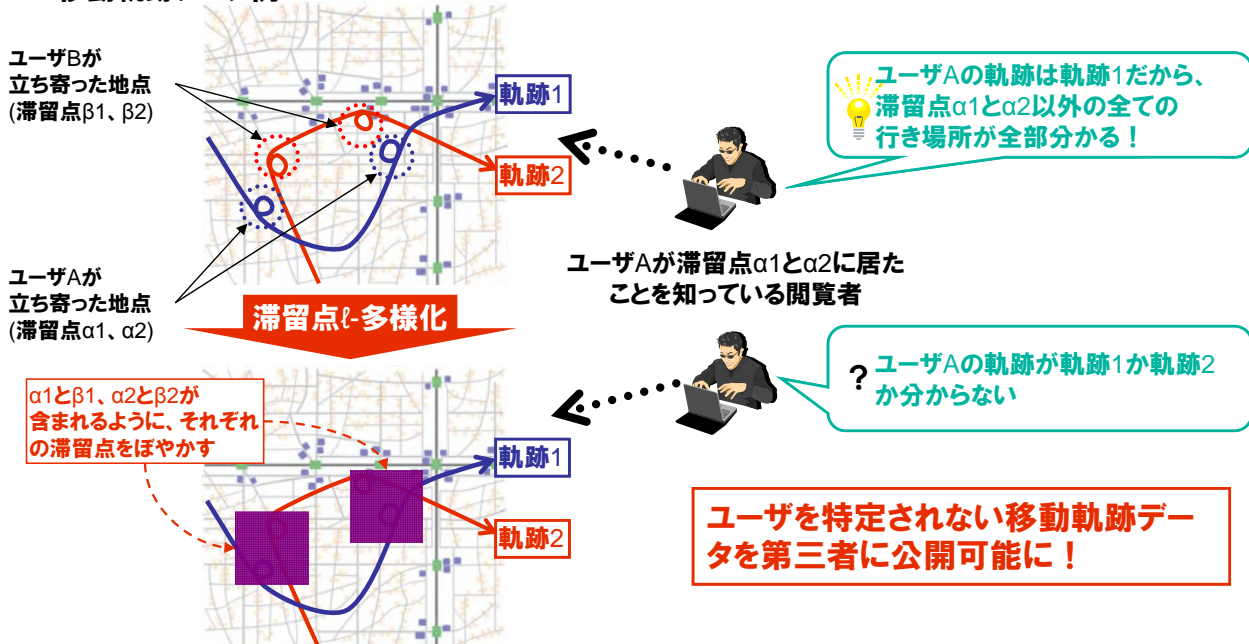 ユーザBが
立ち寄った地点
(滞留点β1、β2)
軌跡1
軌跡2
ユーザAの軌跡は軌跡1だから、
滞留点α1とα2以外の全ての
行き場所が全部分かる！
ユーザAが
立ち寄った地点
(滞留点α1、α2)
ユーザAが滞留点α1とα2に居た
ことを知っている閲覧者
滞留点ℓ-多様化
α1とβ1、α2とβ2が
含まれるように、それぞれ
の滞留点をぼやかす
軌跡1
軌跡2
? ユーザAの軌跡が軌跡1か軌跡2
か分からない
ユーザを特定されない移動軌跡デー
タを第三者に公開可能に！